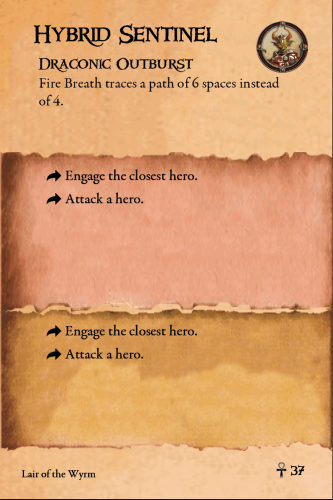 Hybrid Sentinel
Draconic Outburst
Fire Breath traces a path of 6 spaces instead
of 4.
Engage the closest hero.
Attack a hero.
Engage the closest hero.
Attack a hero.
Lair of the Wyrm
37